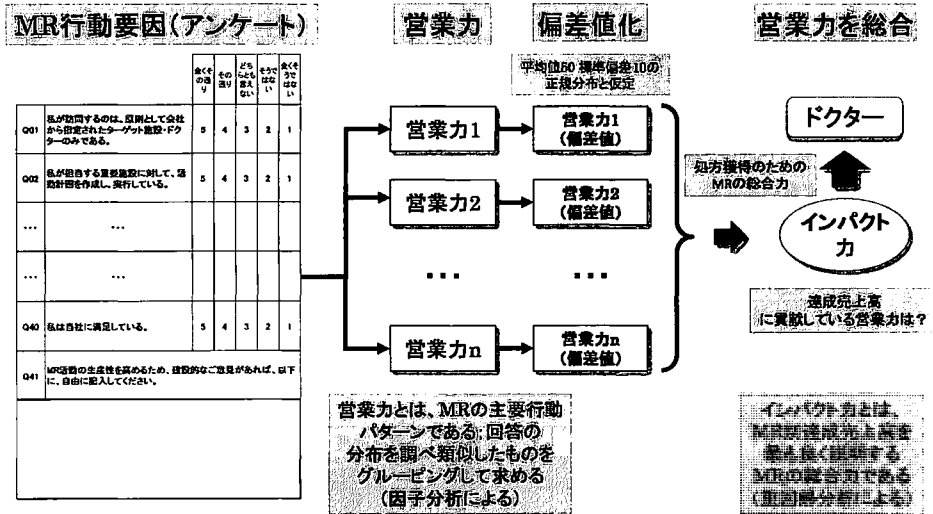 MR行動要因(アンケート)
営業力
偏差値化
営業力を総合
平均値50 標準偏差10の
正規分布と仮定
全くそ
の通
り
その
通り
どち
らとも
言え
ない
そうで
はない
全くそ
うでは
ない
Q01
私が訪問するのは、原則として会社
から指定されたターゲット施設・ドク
ターのみである。
5 4 3 2 1
Q02
私が担当する重要施設に対して、活
動計画を作成し、実行している。
5 4 3 2 1
… …
… …
Q40 私は自社に満足している。 5 4 3 2 1
Q41
MR活動の生産性を高めるため、建設的なご意見があれば、以下
に、自由に記入してください。
営業力1
営業力1
(偏差値)
営業力2
営業力2
(偏差値)
… …
営業力n
営業力n
(偏差値)
ドクター
処方獲得のための
MRの総合力
インパクト
力
達成売上高
に貢献している営業力は?
営業力とは、MRの主要行動
パターンである;回答の
分布を調べ類似したものを
グルーピングして求める
(因子分析による)
インパクト力とは、
MR別達成売上高を
最も良く説明する
MRの総合力である
(重回帰分析による)